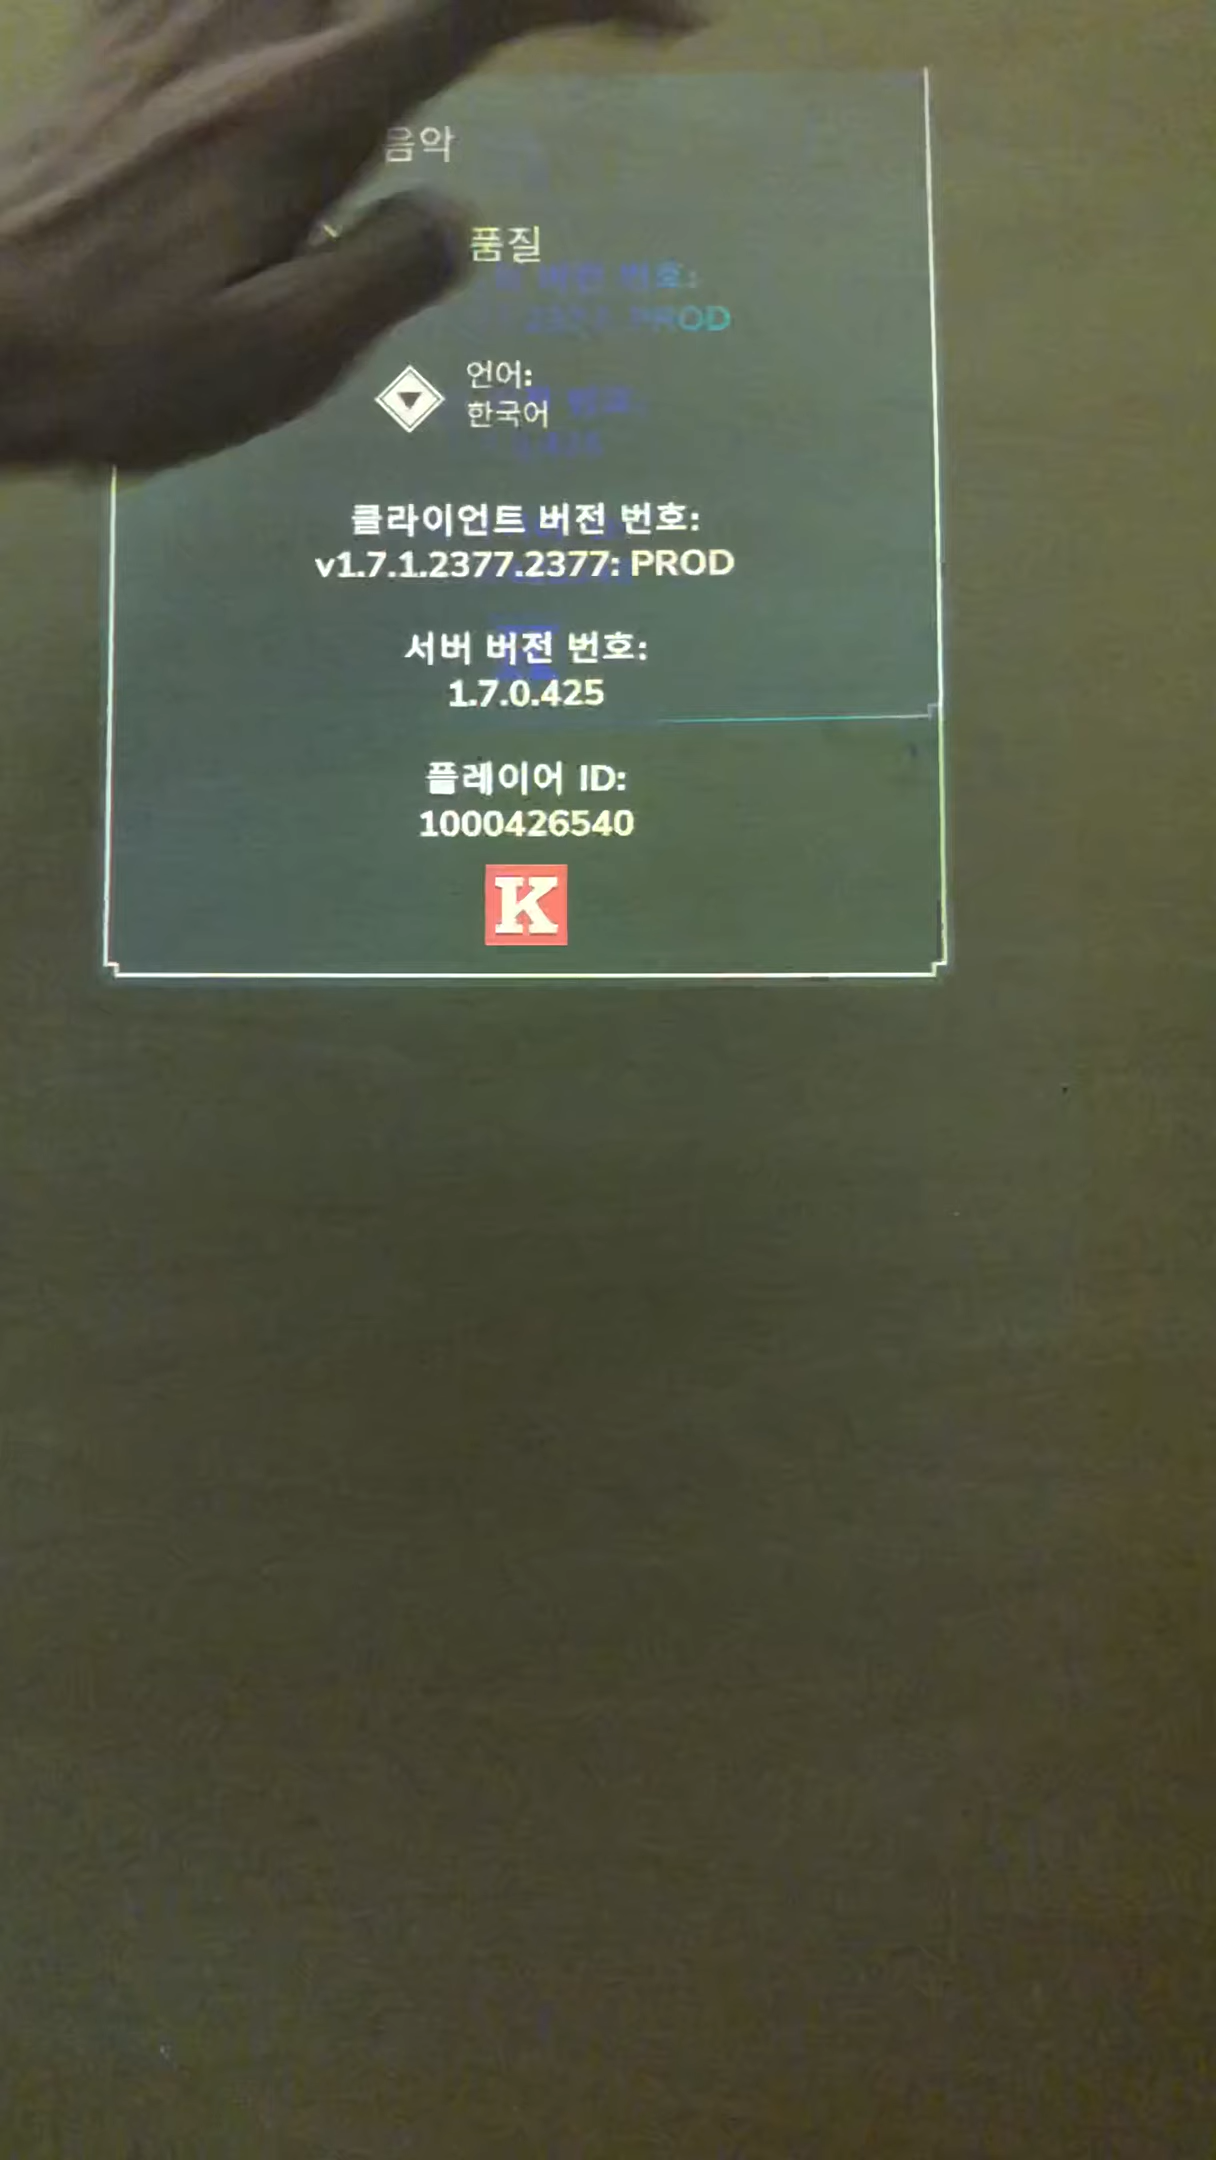 음악
품질
언어:
한국어
클라이언트 버전 번호:
v1.7.1.2377.2377: PROD
서버 버전 번호:
1.7.0.425
플레이어 ID:
1000426540
K